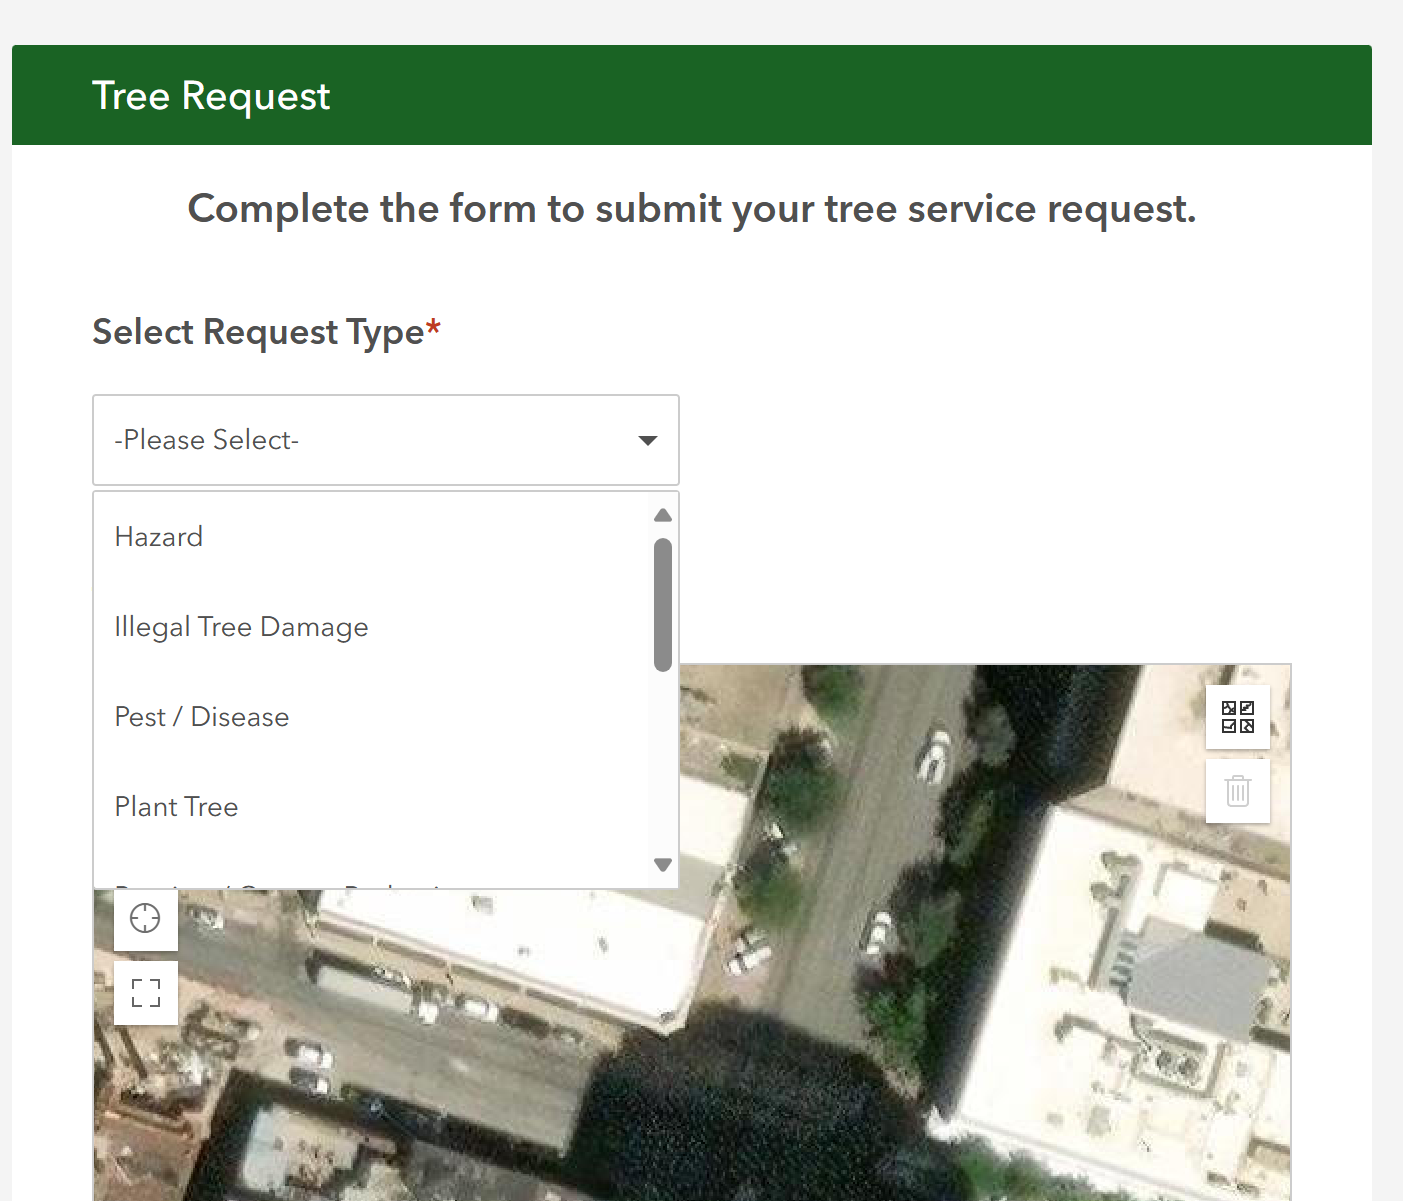 Tree Request
Complete the form to submit your tree service request.
Select Request Type*
-Please Select-
Hazard
Illegal Tree Damage
Pest / Disease
Plant Tree